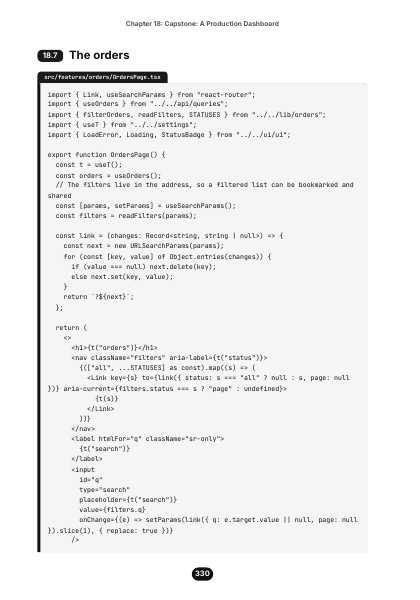 Chapter 18: Capstone: A Production Dashboard
18.7 The orders
src/features/orders/OrdersPage.tsx
import { Link, useSearchParams } from "react-router";
import { useOrders } from "../../api/queries";
import { filterOrders, readFilters, STATUSES } from "../../lib/orders";
import { useT } from "../../settings";
import { LoadError, Loading, StatusBadge } from "../../ui/ui";
export function OrdersPage() {
const t = useT();
const orders = useOrders();
// The filters live in the address, so a filtered list can be bookmarked and
shared
const [params, setParams] = useSearchParams();
const filters = readFilters(params);
const link = (changes: Record<string, string | null>) => {
const next = new URLSearchParams(params);
for (const [key, value] of Object.entries(changes)) {
if (value === null) next.delete(key);
else next.set(key, value);
}
return `?${next}`;
};
return (
<>
<h1>{t("orders")}</h1>
<nav className="filters" aria-label={t("status")}>
{(["all", ...STATUSES] as const).map((s) => (
<Link key={s} to={link({ status: s === "all" ? null : s, page: null
})} aria-current={filters.status === s ? "page" : undefined}>
{t(s)}
</Link>
))}
</nav>
<label htmlFor="q" className="sr-only">
{t("search")}
</label>
<input
id="q"
type="search"
placeholder={t("search")}
value={filters.q}
onChange={(e) => setParams(link({ q: e.target.value || null, page: null
}).slice(1), { replace: true })}
/>
330